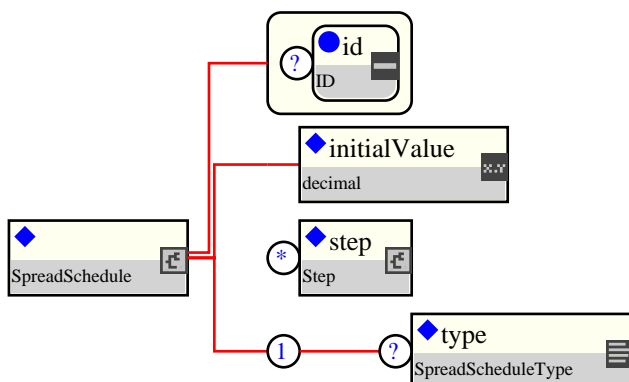 id
?
ID
initialValue
x.y
decimal
SpreadSchedule
*
step
Step
1
?
type
SpreadScheduleType